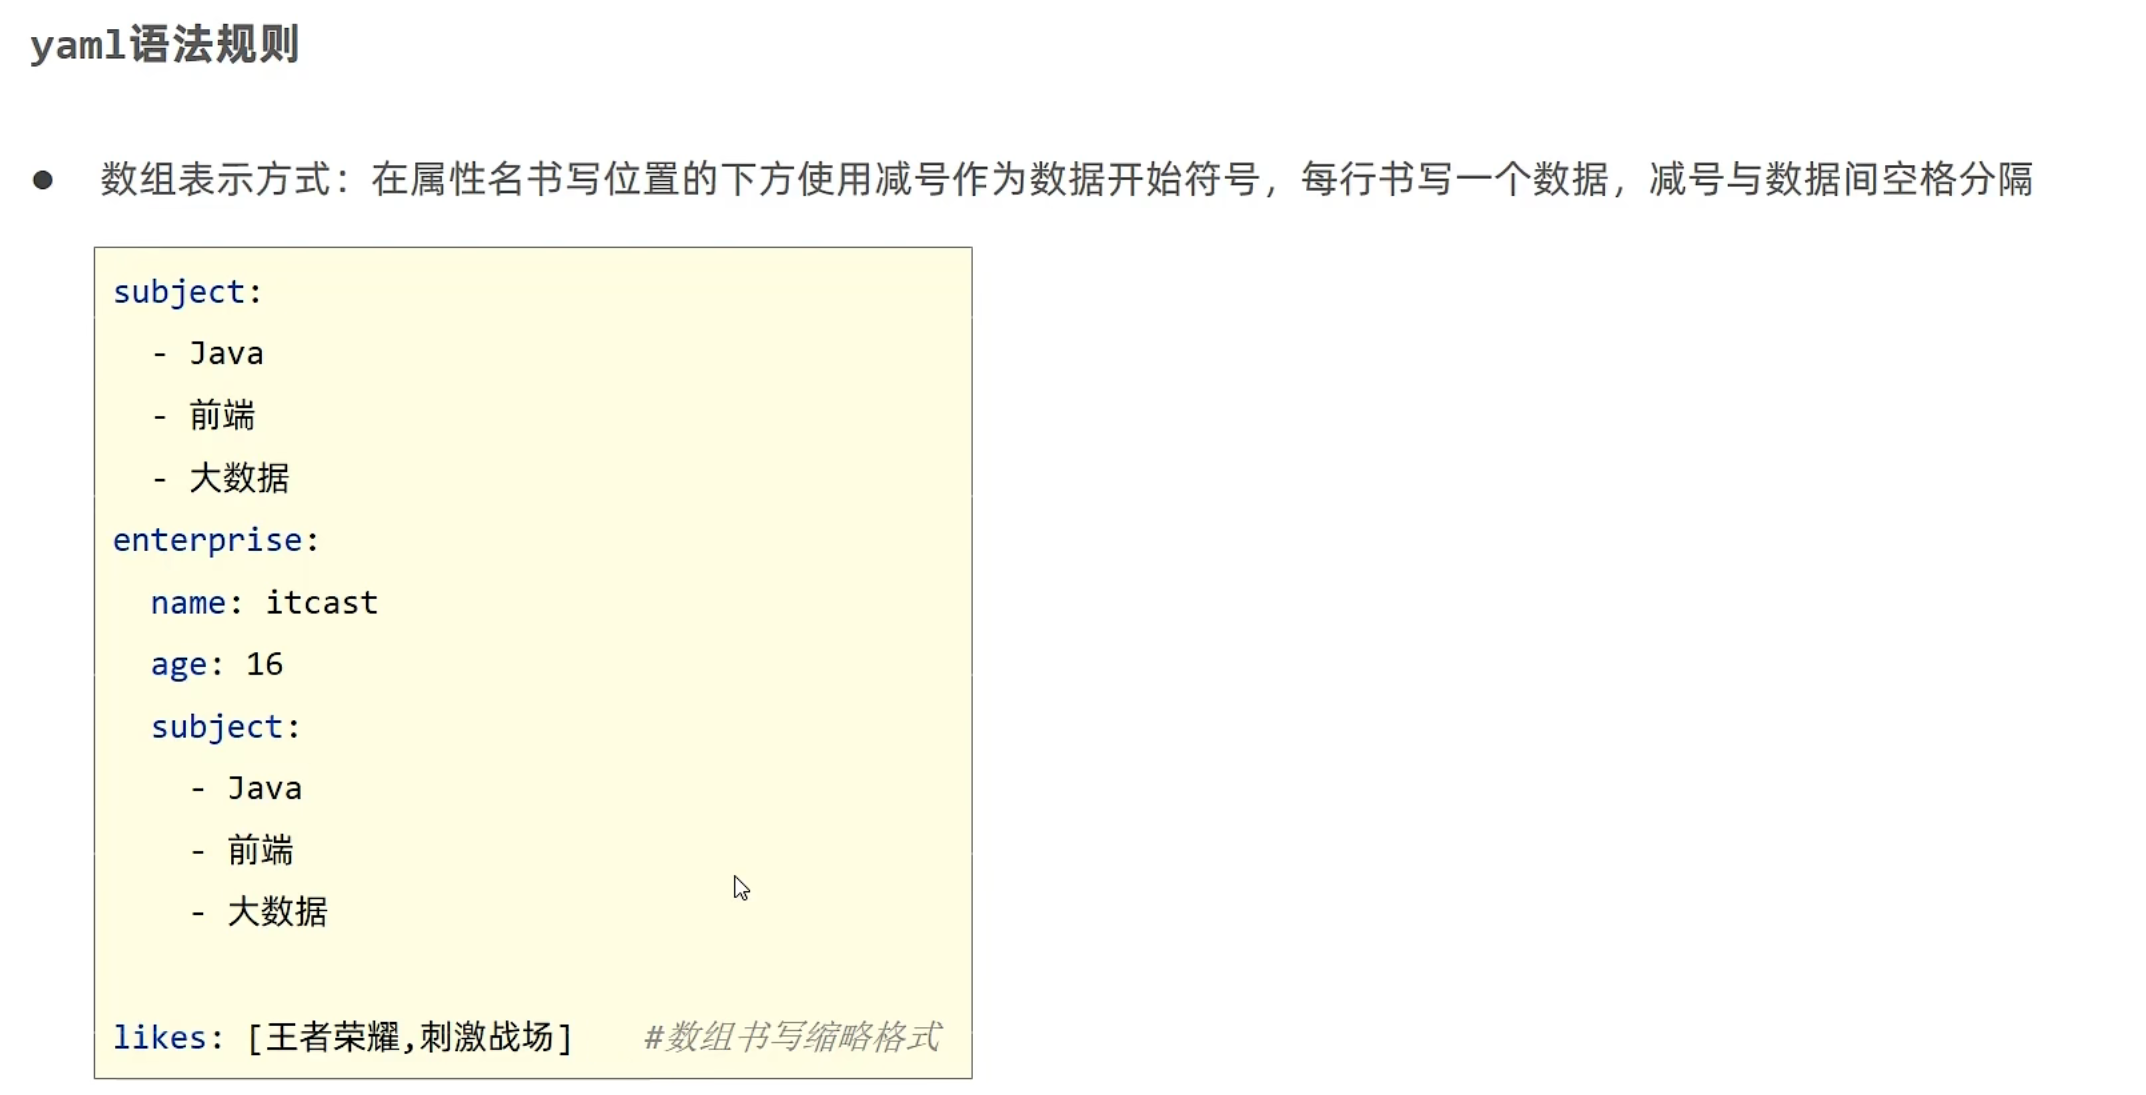 yaml语法规则
● 数组表示方式：在属性名书写位置的下方使用减号作为数据开始符号，每行书写一个数据，减号与数据间空格分隔
subject:
  - Java
  - 前端
  - 大数据
enterprise:
  name: itcast
  age: 16
  subject:
    - Java
    - 前端
    - 大数据
likes: [王者荣耀,刺激战场]    #数组书写缩略格式